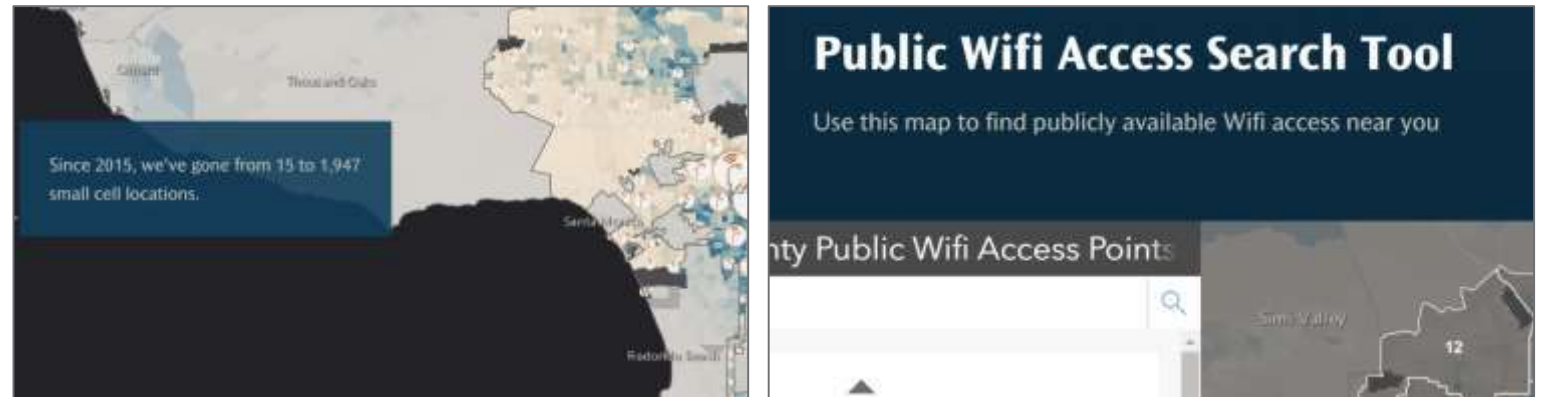 Oxnard
Thousand Oaks
Since 2015, we've gone from 15 to 1,947
small cell locations.
Santa Monica
Redondo Beach
Public Wifi Access Search Tool
Use this map to find publicly available Wifi access near you
nty Public Wifi Access Points
Simi Valley
12